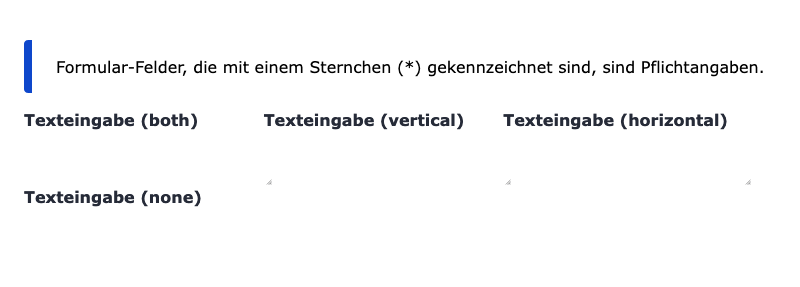 Formular-Felder, die mit einem Sternchen (*) gekennzeichnet sind, sind Pflichtangaben.
Texteingabe (both)
Texteingabe (vertical)
Texteingabe (horizontal)
Texteingabe (none)